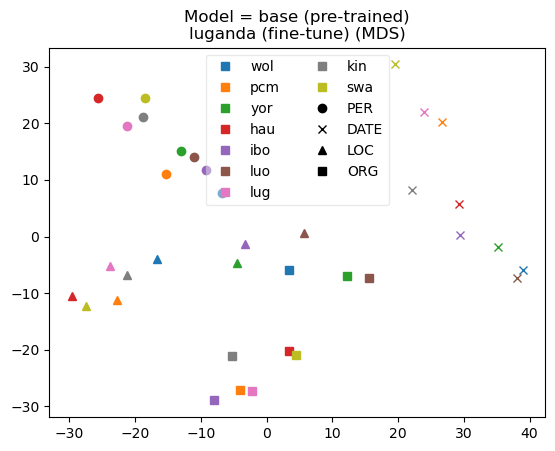 Model = base (pre-trained)
luganda (fine-tune) (MDS)
wol kin
pcm swa
yor PER
hau DATE
ibo LOC
luo ORG
lug
30
20
10
0
−10
−20
−30
−30 −20 −10 0 10 20 30 40